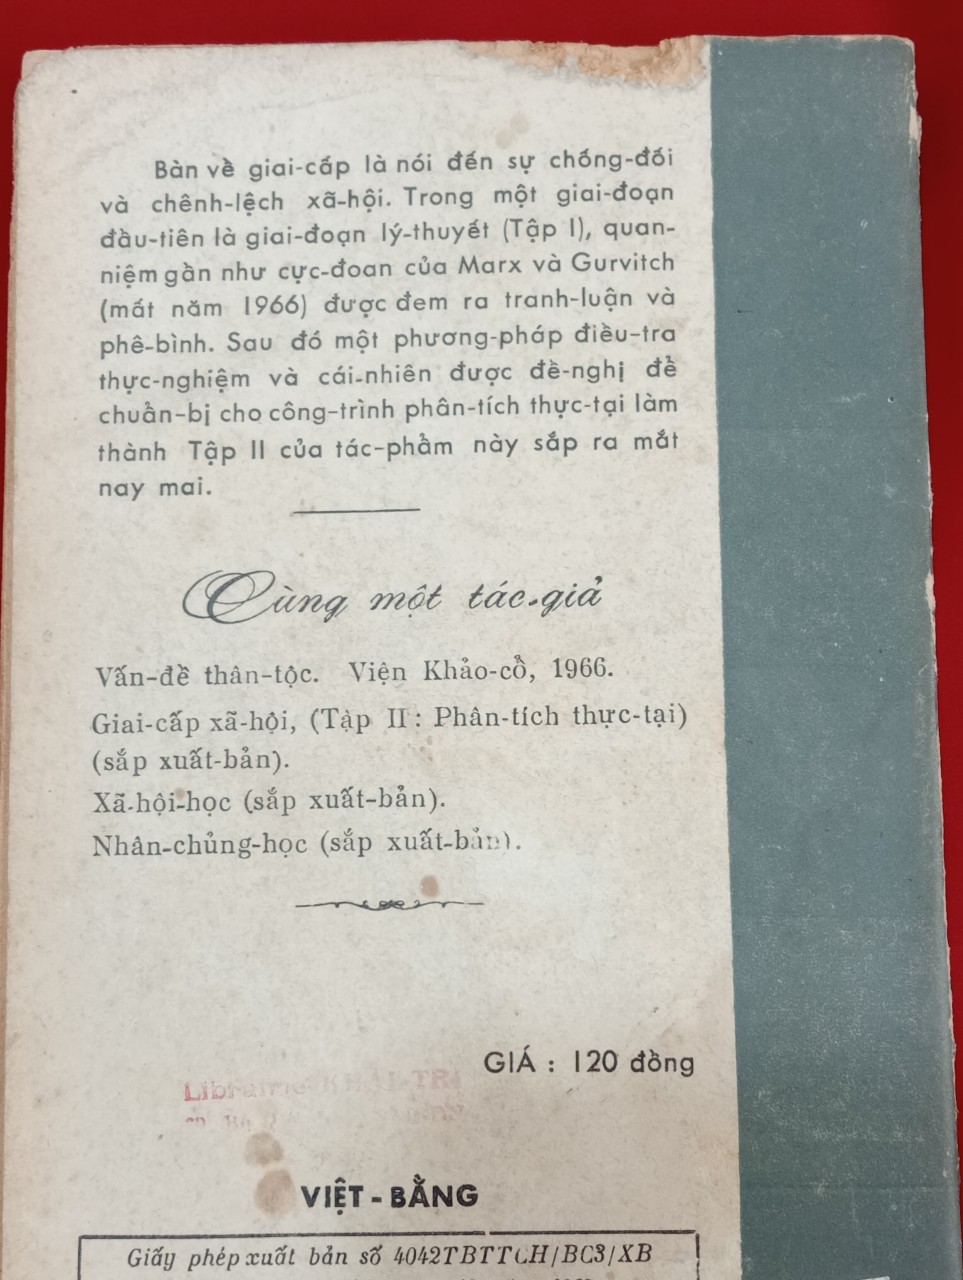 Bàn về giai-cấp là nói đến sự chống-đối
và chênh-lệch xã-hội. Trong một giai-đoạn
đầu-tiên là giai-đoạn lý-thuyết (Tập I), quan-
niệm gần như cực-đoan của Marx và Gurvitch
(mất năm 1966) được đem ra tranh-luận và
phê-bình. Sau đó một phương-pháp điều-tra
thực-nghiệm và cái-nhiên được đề-nghị để
chuẩn-bị cho công-trình phân-tích thực-tại làm
thành Tập II của tác-phẩm này sắp ra mắt
nay mai.
Cùng một tác-giả
Vấn-đề thân-tộc. Viện Khảo-cổ, 1966.
Giai-cấp xã-hội, (Tập II : Phân-tích thực-tại)
(sắp xuất-bản).
Xã-hội-học (sắp xuất-bản).
Nhân-chủng-học (sắp xuất-bản).
GIÁ : 120 đồng
Librairie KHAI-TRI
VIỆT - BẰNG
Giấy phép xuất bản số 4042TBTTCH/BC3/XB